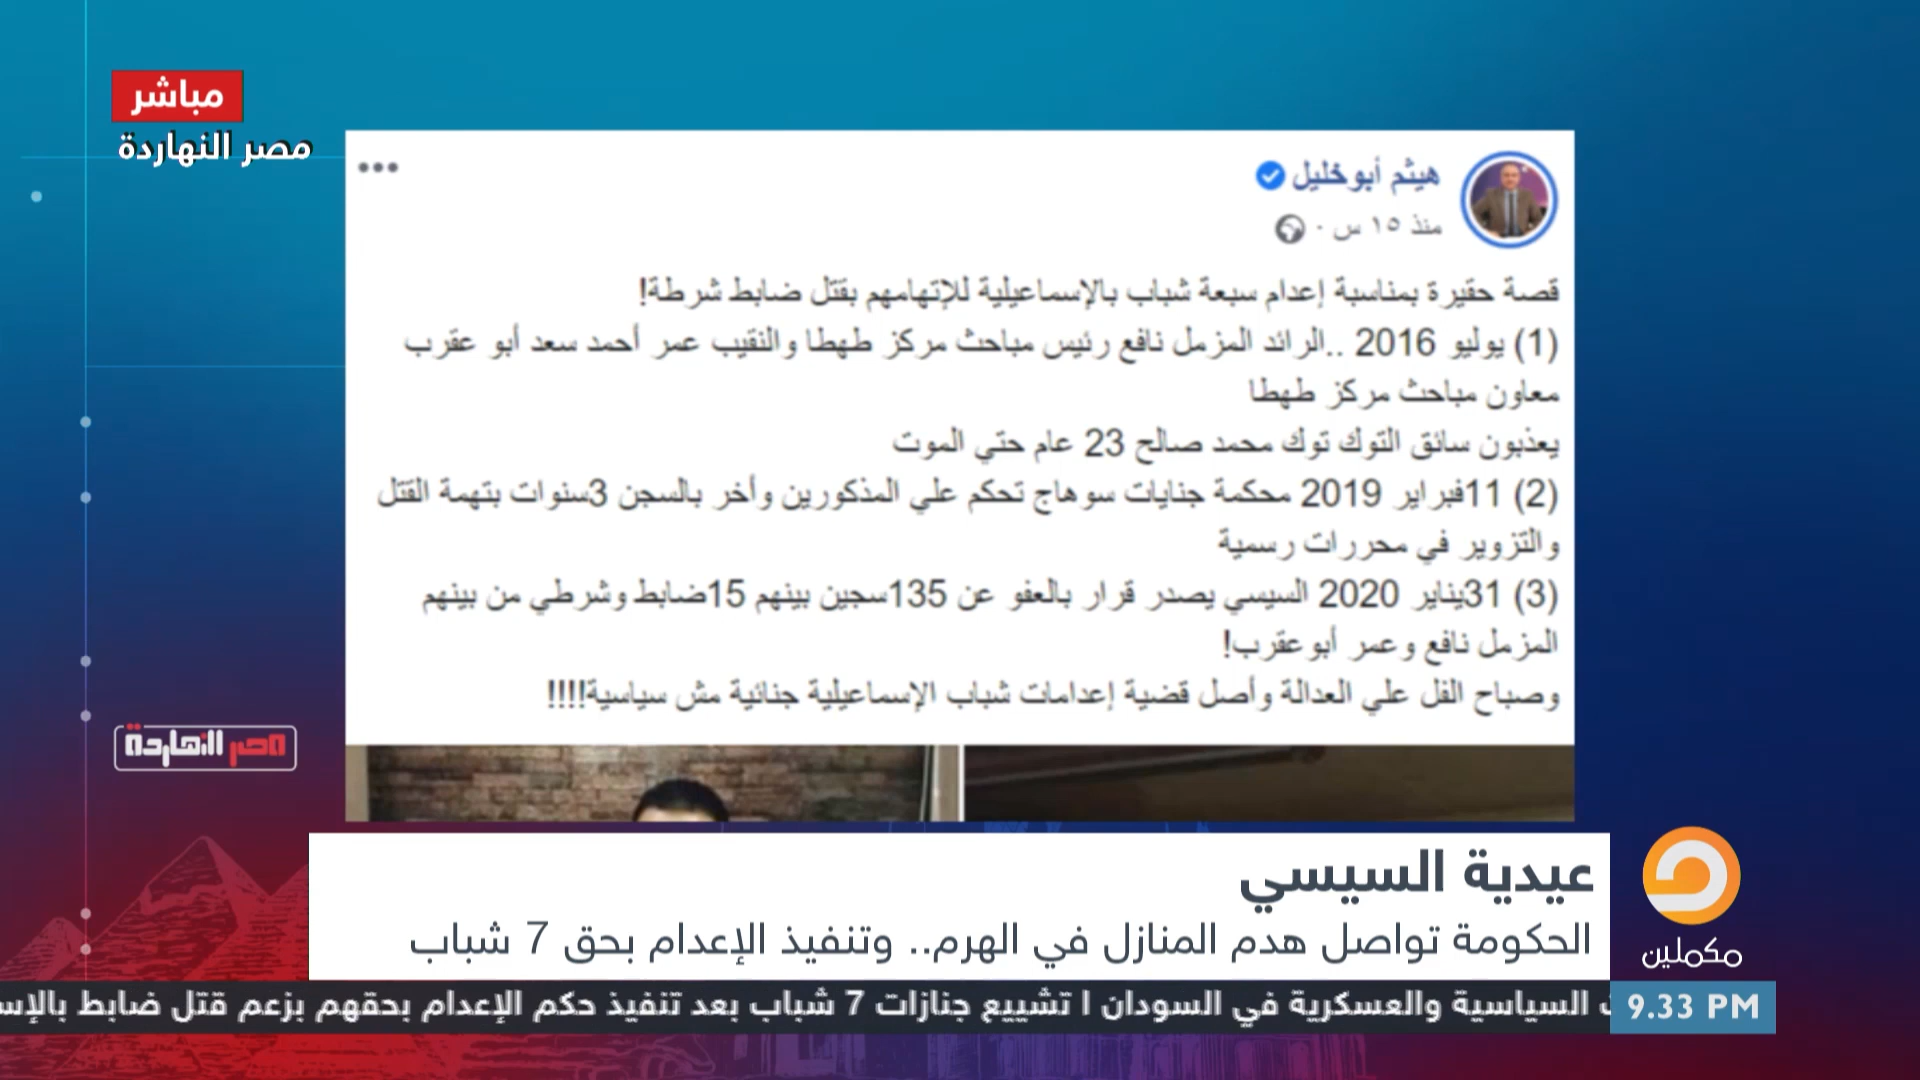 مباشر
مصر النهاردة
هيثم أبوخليل
منذ ١٥ س ·
قصة حقيرة بمناسبة إعدام سبعة شباب بالإسماعيلية للإتهامهم بقتل ضابط شرطة!
(1) يوليو 2016 ..الرائد المزمل نافع رئيس مباحث مركز طهطا والنقيب عمر أحمد سعد أبو عقرب
معاون مباحث مركز طهطا
يعذبون سائق التوك توك محمد صالح 23 عام حتي الموت
(2) 11فبراير 2019 محكمة جنايات سوهاج تحكم علي المذكورين وأخر بالسجن 3سنوات بتهمة القتل
والتزوير في محررات رسمية
(3) 31يناير 2020 السيسي يصدر قرار بالعفو عن 135سجين بينهم 15ضابط وشرطي من بينهم
المزمل نافع وعمر أبوعقرب!
وصباح الفل علي العدالة وأصل قضية إعدامات شباب الإسماعيلية جنائية مش سياسية!!!!
مصر النهاردة
عيدية السيسي
الحكومة تواصل هدم المنازل في الهرم.. وتنفيذ الإعدام بحق 7 شباب
مكملين
السياسية والعسكرية في السودان ا تشييع جنازات 7 شباب بعد تنفيذ حكم الإعدام بحقهم بزعم قتل ضابط
9.33 PM